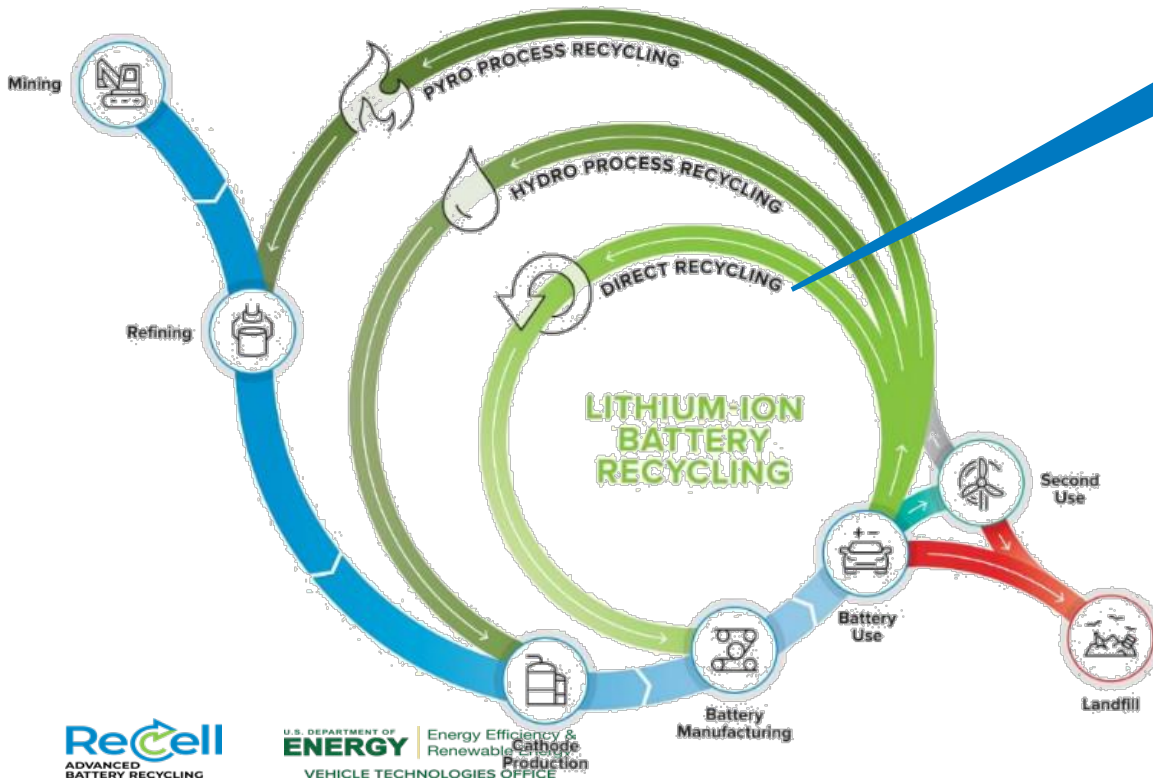 Mining
PYRO PROCESS RECYCLING
HYDRO PROCESS RECYCLING
DIRECT RECYCLING
Refining
LITHIUM-ION
BATTERY
RECYCLING
Second
Use
+ -
Battery
Use
Landfill
Battery
Manufacturing
Cathode
Production
ReCell
ADVANCED
BATTERY RECYCLING
U.S. DEPARTMENT OF
ENERGY
Energy Efficiency &
Renewable Energy
VEHICLE TECHNOLOGIES OFFICE